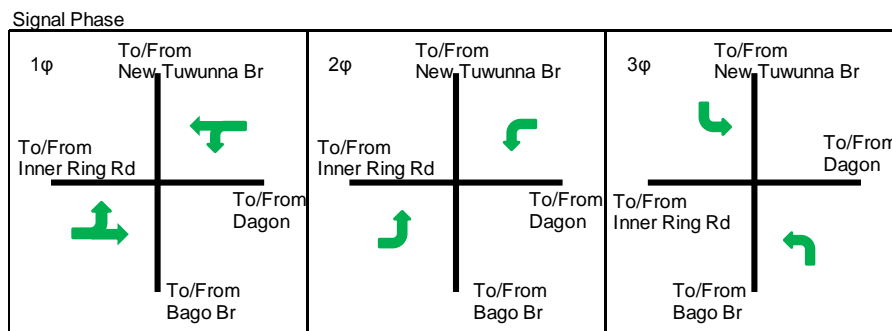 Signal Phase
1φ
To/From
New Tuwunna Br
To/From
Inner Ring Rd
To/From
Dagon
To/From
Bago Br
2φ
To/From
New Tuwunna Br
To/From
Inner Ring Rd
To/From
Dagon
To/From
Bago Br
3φ
To/From
New Tuwunna Br
To/From
Dagon
To/From
Inner Ring Rd
To/From
Bago Br